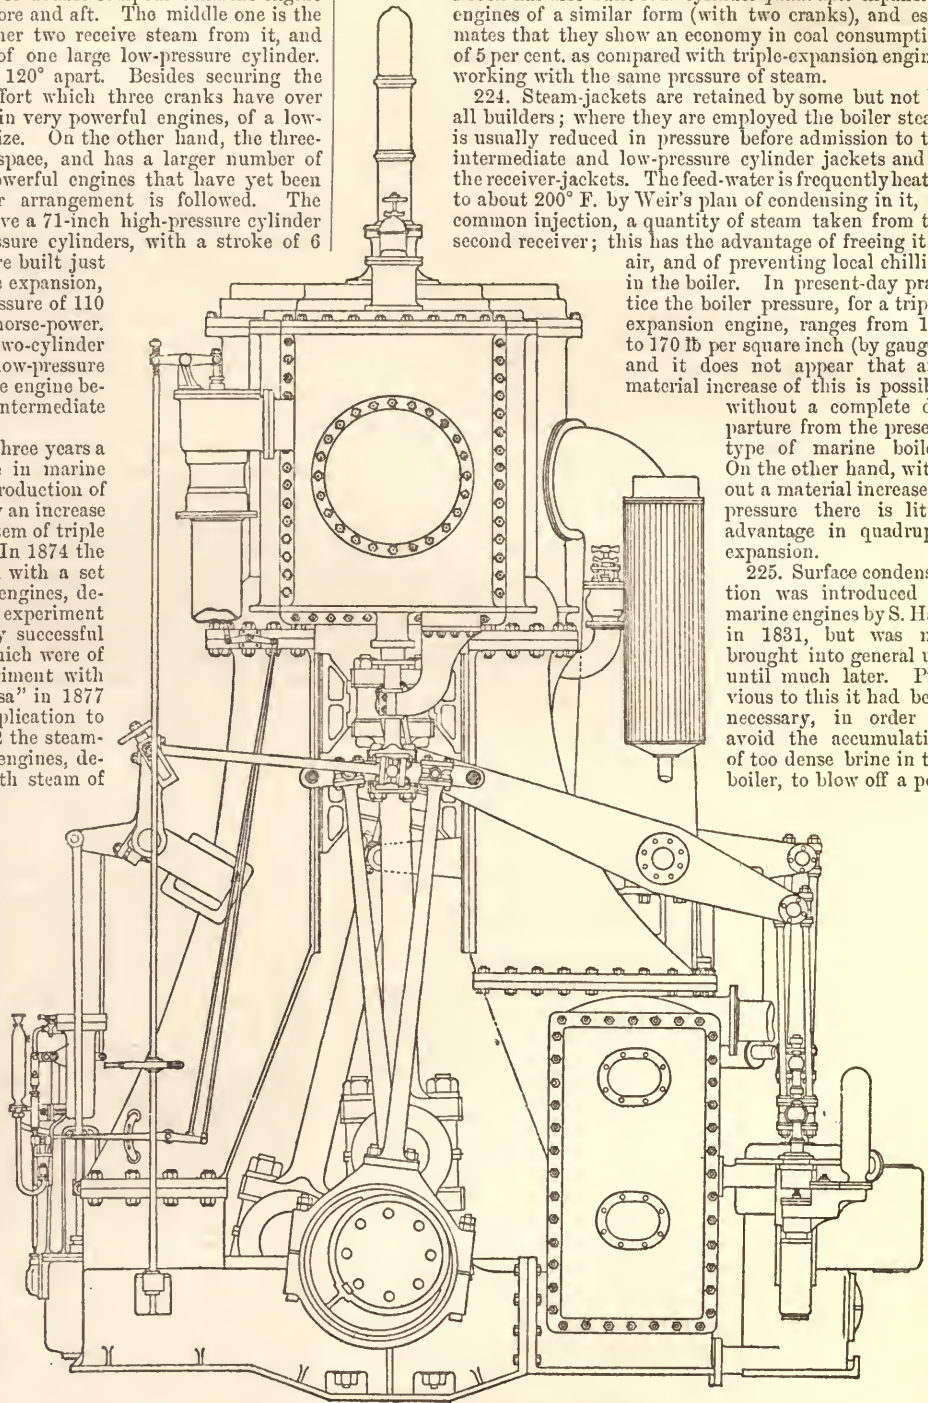 ore and aft. The middle one is the
her two receive steam from it, and
of one large low-pressure cylinder.
120° apart. Besides securing the
fort which three cranks have over
in very powerful engines, of a low-
ize. On the other hand, the three-
space, and has a larger number of
owerful engines that have yet been
r arrangement is followed. The
ve a 71-inch high-pressure cylinder
ssure cylinders, with a stroke of 6
re built just
e expansion,
ssure of 110
horse-power.
wo-cylinder
low-pressure
e engine be-
ntermediate
hree years a
e in marine
roduction of
y an increase
tem of triple
In 1874 the
with a set
engines, de-
experiment
y successful
hich were of
riment with
sa" in 1877
plication to
2 the steam-
engines, de-
th steam of
engines of a similar form (with two cranks), and es
mates that they show an economy in coal consumpti
of 5 per cent. as compared with triple-expansion engin
working with the same pressure of steam.
224. Steam-jackets are retained by some but not b
all builders; where they are employed the boiler stea
is usually reduced in pressure before admission to t
intermediate and low-pressure cylinder jackets and
the receiver-jackets. The feed-water is frequently heat
to about 200° F. by Weir's plan of condensing in it,
common injection, a quantity of steam taken from t
second receiver; this has the advantage of freeing it
air, and of preventing local chilli
in the boiler. In present-day pra
tice the boiler pressure, for a trip
expansion engine, ranges from 1
to 170 lb per square inch (by gaug
and it does not appear that a
material increase of this is possib
without a complete d
parture from the prese
type of marine boile
On the other hand, wit
out a material increase
pressure there is lit
advantage in quadrup
expansion.
225. Surface condens
tion was introduced
marine engines by S. Ha
in 1831, but was n
brought into general u
until much later. P
vious to this it had be
necessary, in order
avoid the accumulati
of too dense brine in t
boiler, to blow off a po